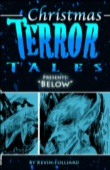 Christmas
TERROR
TALES
PRESENTS:
"BELOW"
BY KEVIN FOLLIARD